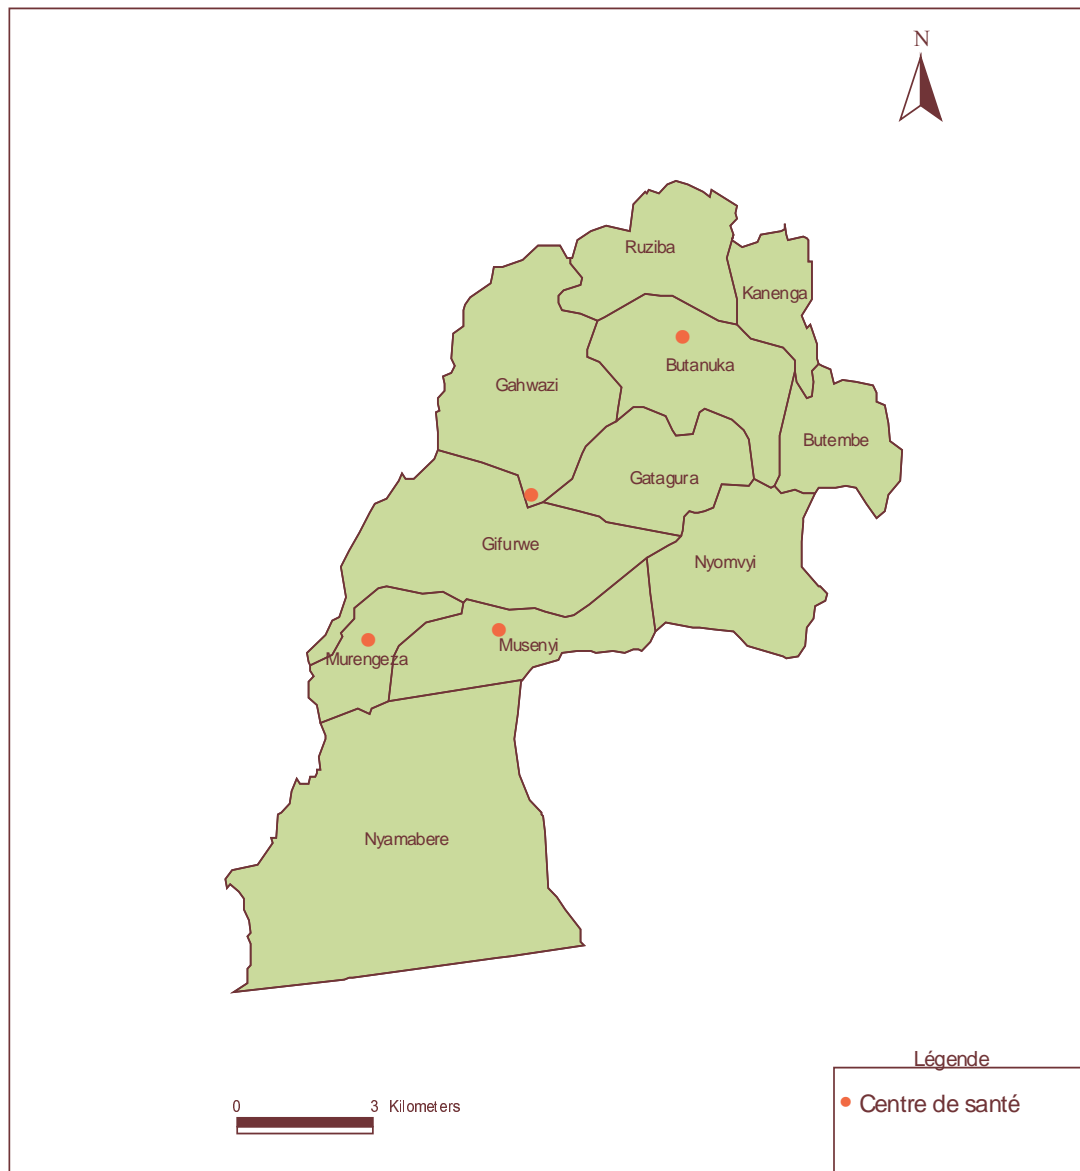 N
Ruziba
Kanenga
Butanuka
Gahwazi
Butembe
Gatagura
Gifurwe
Nyomvyi
Musenyi
Murengeza
Nyamabere
Légende
0 3 Kilometers
Centre de santé